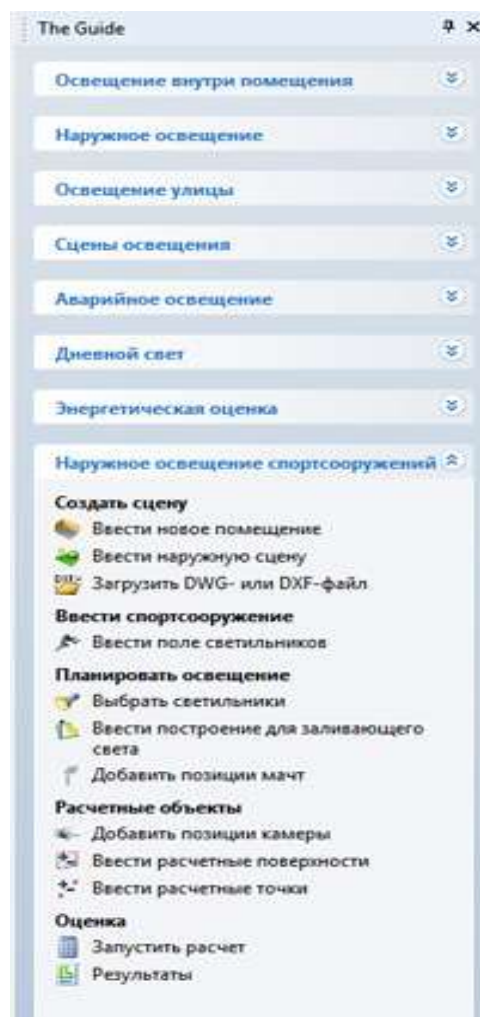 The Guide
Освещение внутри помещения
Наружное освещение
Освещение улицы
Сцены освещения
Аварийное освещение
Дневной свет
Энергетическая оценка
Наружное освещение спортсооружений
Создать сцену
Ввести новое помещение
Ввести наружную сцену
Загрузить DWG- или DXF-файл
Ввести спортсооружение
Ввести поле светильников
Планировать освещение
Выбрать светильники
Ввести построение для заливающего
света
Добавить позиции мачт
Расчетные объекты
Добавить позиции камеры
Ввести расчетные поверхности
Ввести расчетные точки
Оценка
Запустить расчет
Результаты